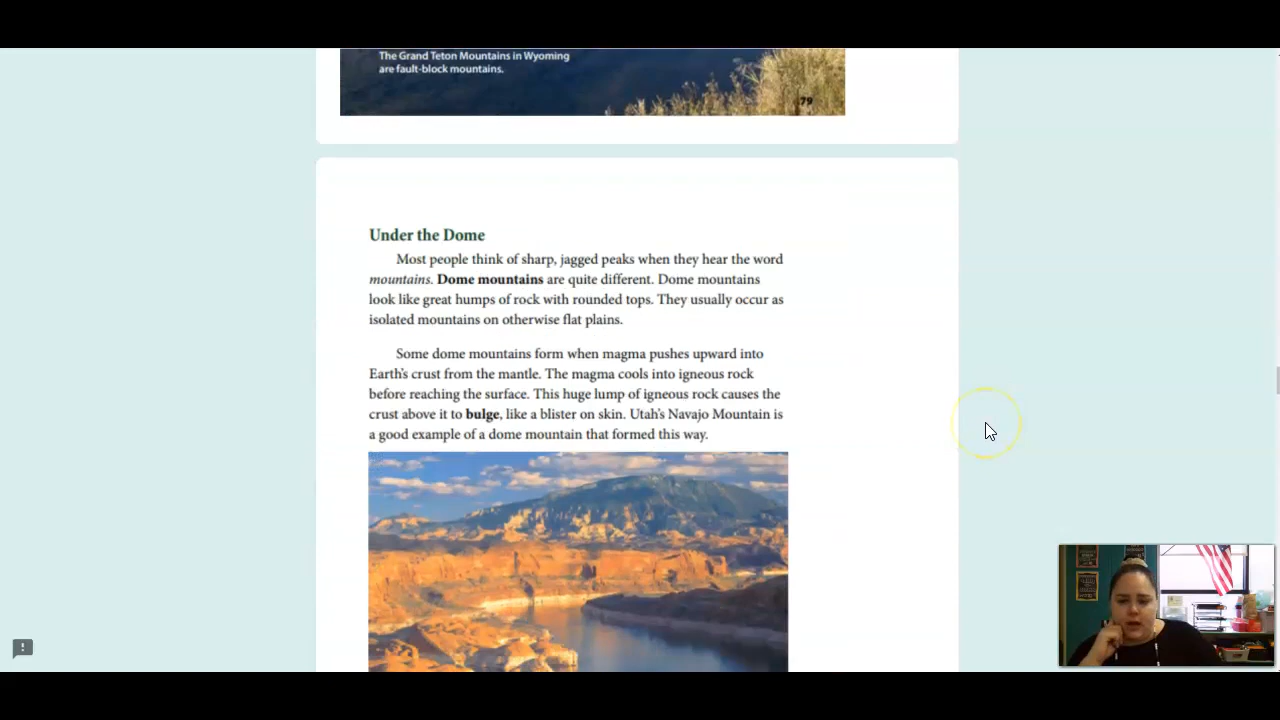 The Grand Teton Mountains in Wyoming
are fault-block mountains.
79
Under the Dome
Most people think of sharp, jagged peaks when they hear the word
mountains. Dome mountains are quite different. Dome mountains
look like great humps of rock with rounded tops. They usually occur as
isolated mountains on otherwise flat plains.
Some dome mountains form when magma pushes upward into
Earth's crust from the mantle. The magma cools into igneous rock
before reaching the surface. This huge lump of igneous rock causes the
crust above it to bulge, like a blister on skin. Utah's Navajo Mountain is
a good example of a dome mountain that formed this way.